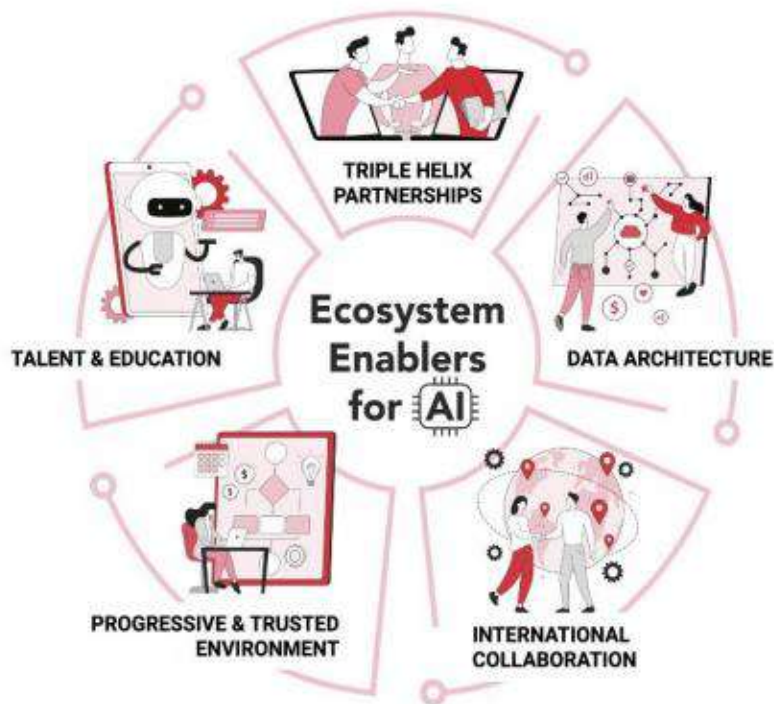 TRIPLE HELIX
PARTNERSHIPS
TALENT & EDUCATION
Ecosystem
Enablers
for AI
DATA ARCHITECTURE
PROGRESSIVE & TRUSTED
ENVIRONMENT
INTERNATIONAL
COLLABORATION
$
$
$